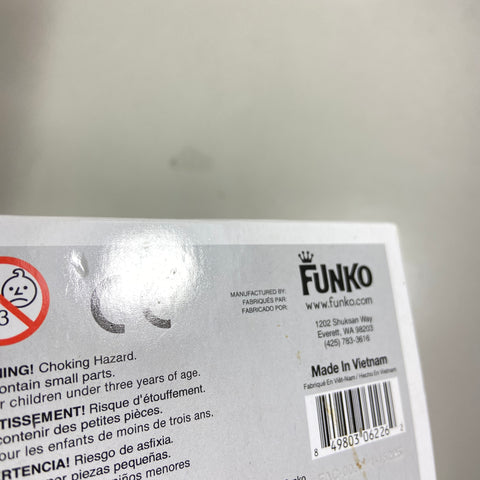 FUNKO
www.funko.com
MANUFACTURED BY:
FABRIQUÉS PAR:
FABRICADO POR:
1202 Shuksan Way
Everett, WA 98203
(425) 783-3616
Made In Vietnam
Fabriqué En Viêt-Nam / Hecho En Vietnam
8 49803 06226 2
3
CE
NING! Choking Hazard.
ontain small parts.
r children under three years of age.
TISSEMENT! Risque d'étouffement.
contenir des petites pièces.
our les enfants de moins de trois ans.
RTENCIA! Riesgo de asfixia.
piezas pequeñas.
niños menores